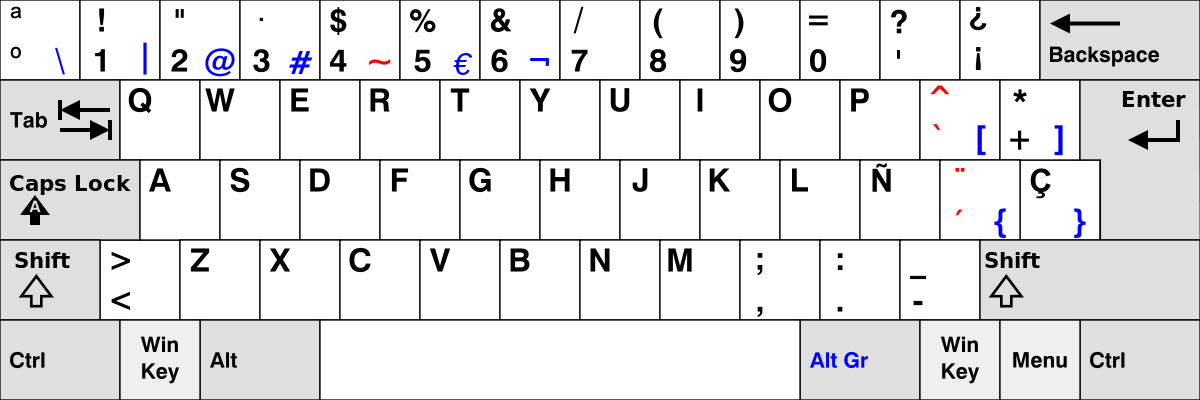 ª ! " · $ % & / ( ) = ? ¿
º \ 1 | 2 @ 3 # 4 ~ 5 € 6 ¬ 7 8 9 0 ' ¡ Backspace
Tab Q W E R T Y U I O P ^ * Enter
` [ + ]
Caps Lock A S D F G H J K L Ñ ¨ Ç
A ´ { }
Shift > Z X C V B N M ; : _ Shift
< , . -
Ctrl Win Key Alt Alt Gr Win Key Menu Ctrl